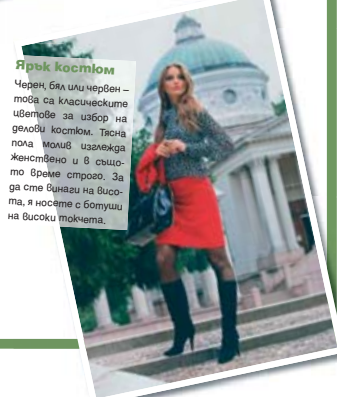 Ярък костюм
Черен, бял или червен –
това са класическите
цветове за избор на
делови костюм. Тясна
пола молив изглежда
женствено и в също-
то време строго. За
да сте винаги на висо-
та, я носете с ботуши
на високи токчета.